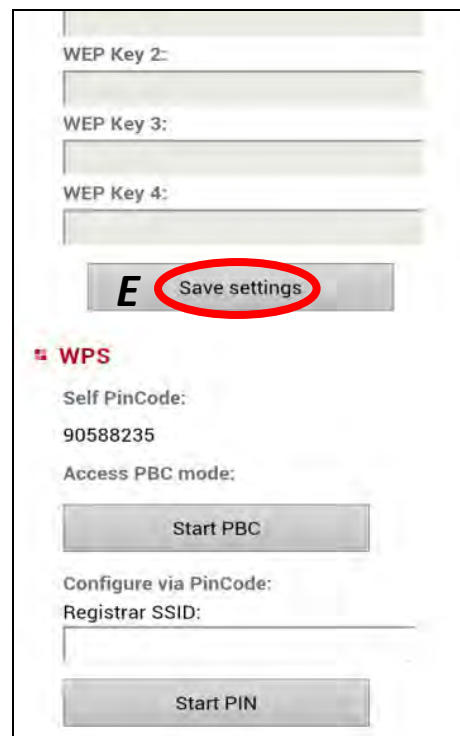 WEP Key 2:
WEP Key 3:
WEP Key 4:
E Save settings
WPS
Self PinCode:
90588235
Access PBC mode:
Start PBC
Configure via PinCode:
Registrar SSID:
Start PIN